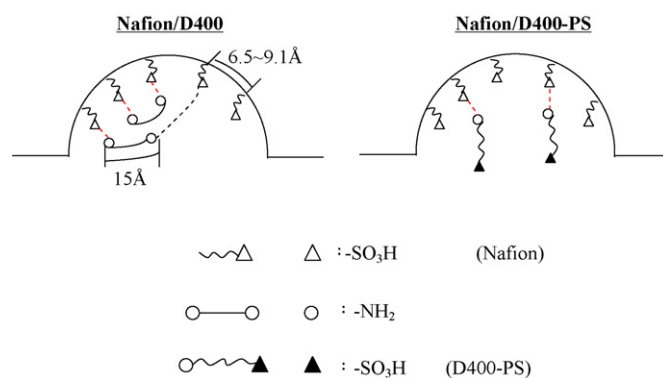 Nafion/D400
Nafion/D400-PS
6.5~9.1Å
15Å
:-SO₃H (Nafion)
:-NH₂
:-SO₃H (D400-PS)